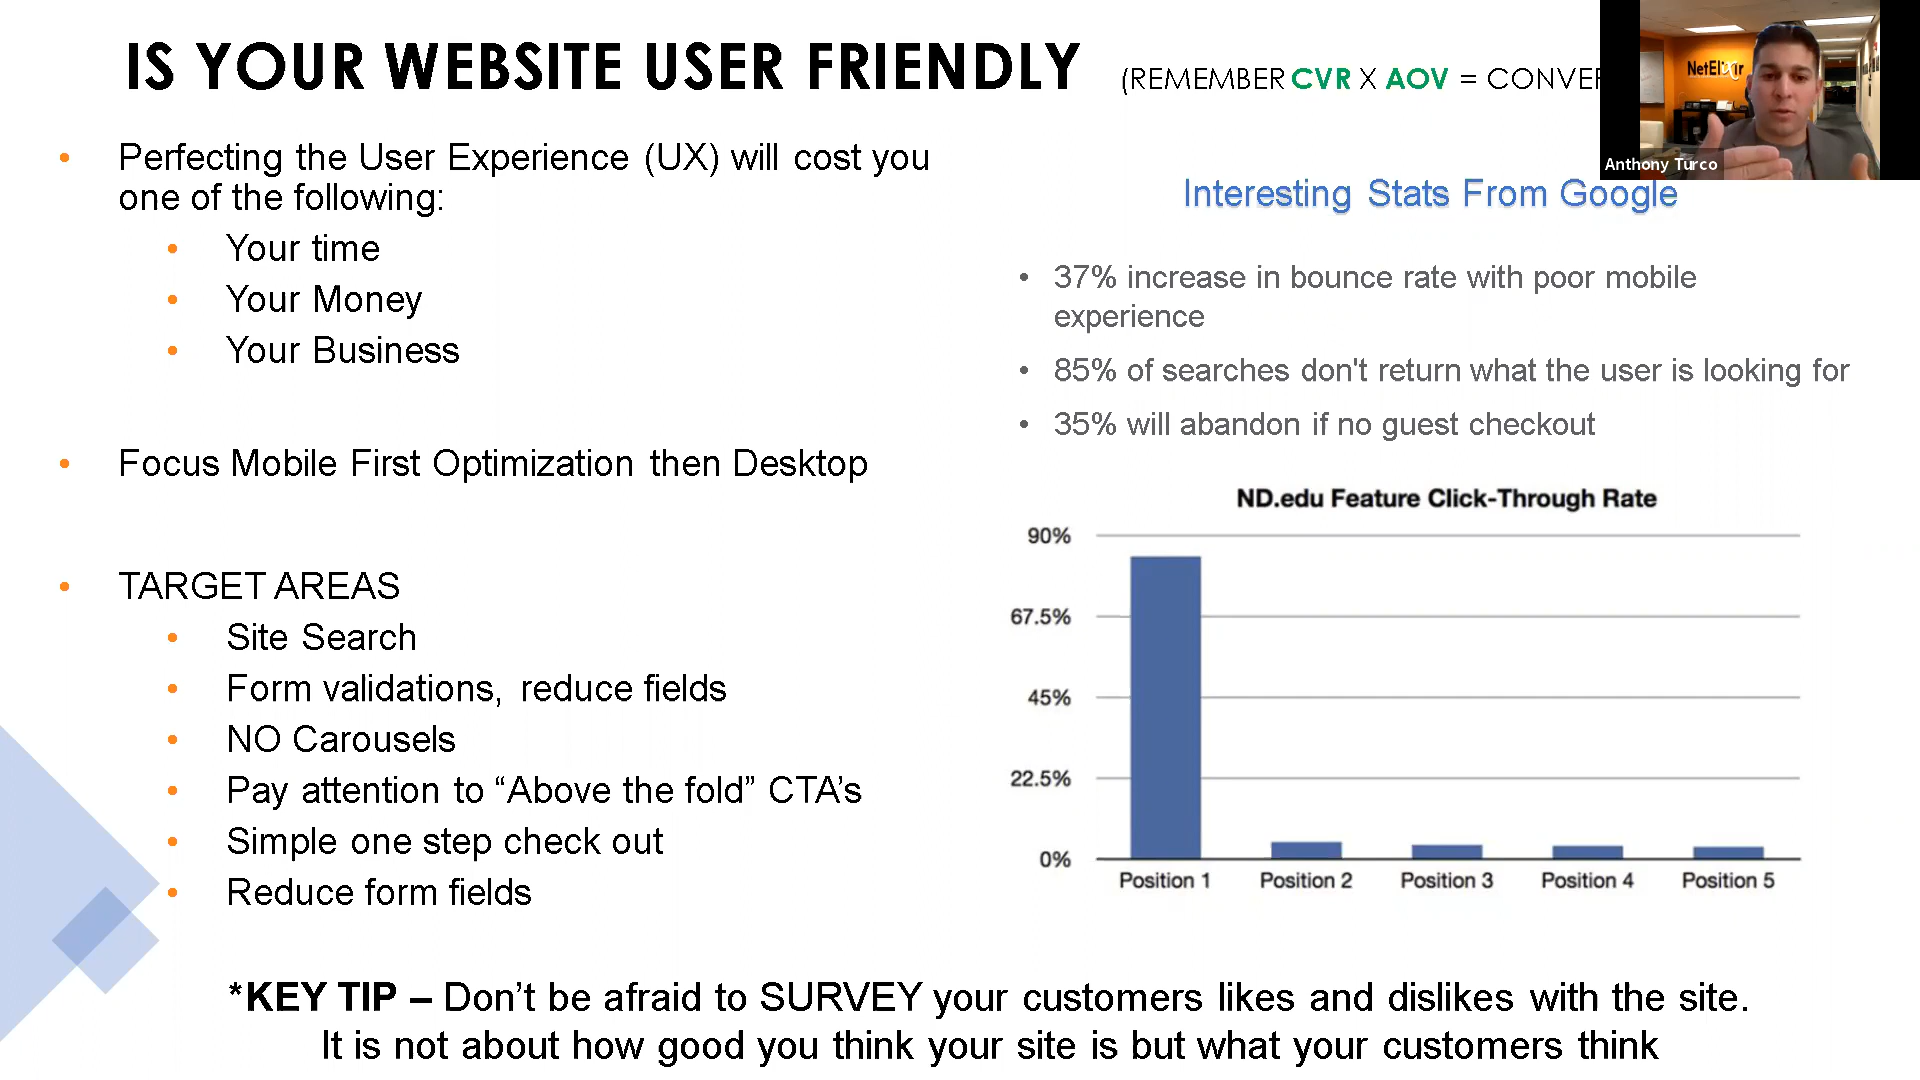 IS YOUR WEBSITE USER FRIENDLY (REMEMBER CVR X AOV = CONVER
NetElixir
Anthony Turco
• Perfecting the User Experience (UX) will cost you
one of the following:
• Your time
• Your Money
• Your Business
• Focus Mobile First Optimization then Desktop
• TARGET AREAS
• Site Search
• Form validations, reduce fields
• NO Carousels
• Pay attention to “Above the fold” CTA’s
• Simple one step check out
• Reduce form fields
Interesting Stats From Google
• 37% increase in bounce rate with poor mobile
experience
• 85% of searches don't return what the user is looking for
• 35% will abandon if no guest checkout
ND.edu Feature Click-Through Rate
90%
67.5%
45%
22.5%
0%
Position 1 Position 2 Position 3 Position 4 Position 5
*KEY TIP – Don’t be afraid to SURVEY your customers likes and dislikes with the site.
It is not about how good you think your site is but what your customers think